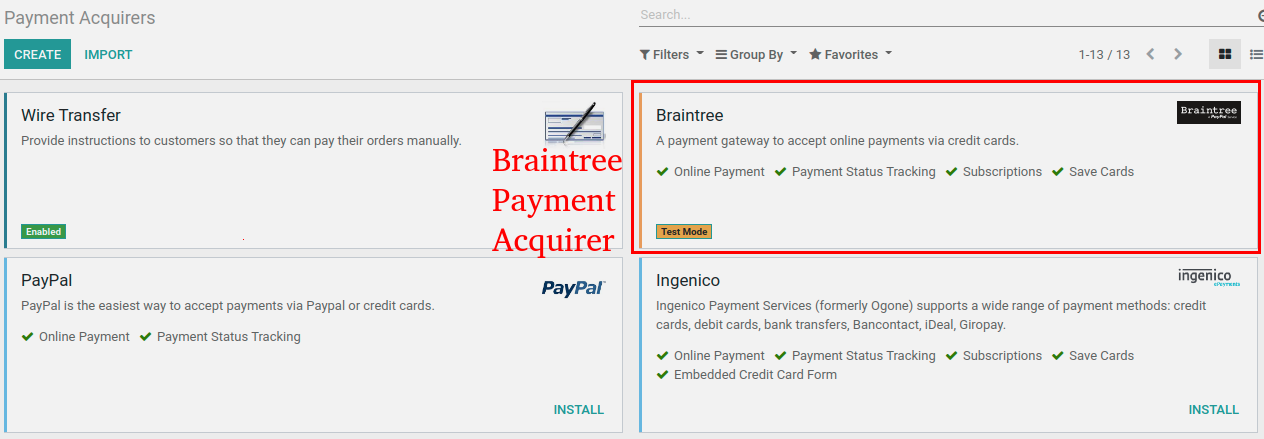 Payment Acquirers
Search...
CREATE IMPORT
Filters Group By Favorites 1-13 / 13
Wire Transfer
Provide instructions to customers so that they can pay their orders manually.
Enabled
Braintree
Payment
Acquirer
Braintree
Braintree
A payment gateway to accept online payments via credit cards.
Online Payment Payment Status Tracking Subscriptions Save Cards
Test Mode
PayPal
PayPal
PayPal is the easiest way to accept payments via Paypal or credit cards.
Online Payment Payment Status Tracking
INSTALL
Ingenico
ingenico
ePayments
Ingenico Payment Services (formerly Ogone) supports a wide range of payment methods: credit
cards, debit cards, bank transfers, Bancontact, iDeal, Giropay.
Online Payment Payment Status Tracking Subscriptions Save Cards
Embedded Credit Card Form
INSTALL